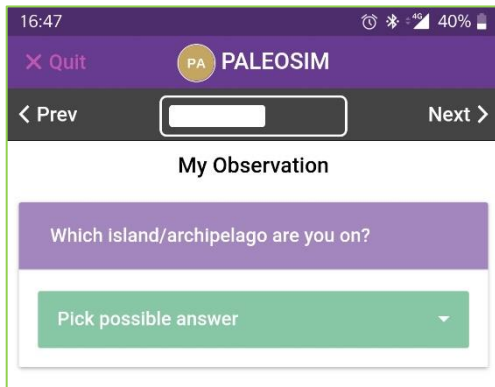 16:47 4G 40%
✕ Quit PA PALEOSIM
< Prev Next >
My Observation
Which island/archipelago are you on?
Pick possible answer